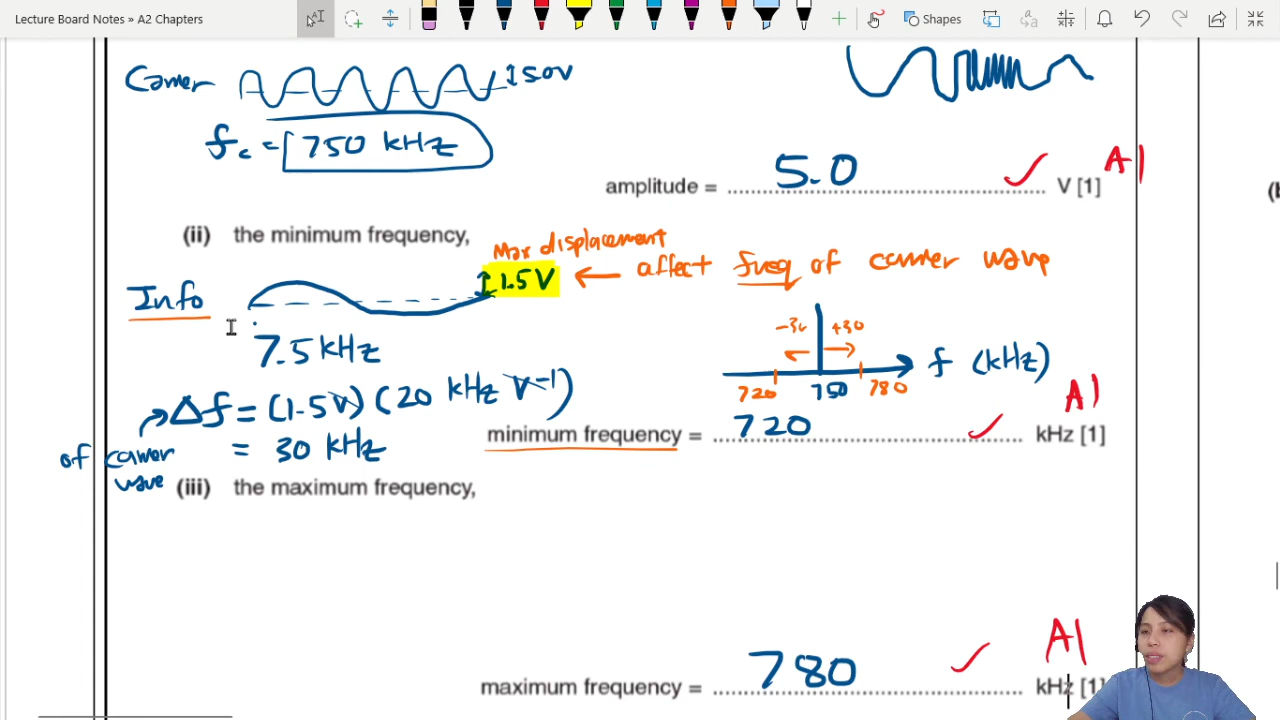 Lecture Board Notes » A2 Chapters
Shapes
Carrier
5.0V
fc = 750 kHz
amplitude = 5.0 V [1] A1
(ii) the minimum frequency,
Max displacement
1.5V ← affect freq of carrier wave
Info
7.5 kHz
-30 +30
720 750 780 f (kHz)
Δf = (1.5V) (20 kHz V-1)
= 30 kHz
of carrier wave
minimum frequency = 720 kHz [1] A1
(iii) the maximum frequency,
maximum frequency = 780 kHz [1] A1